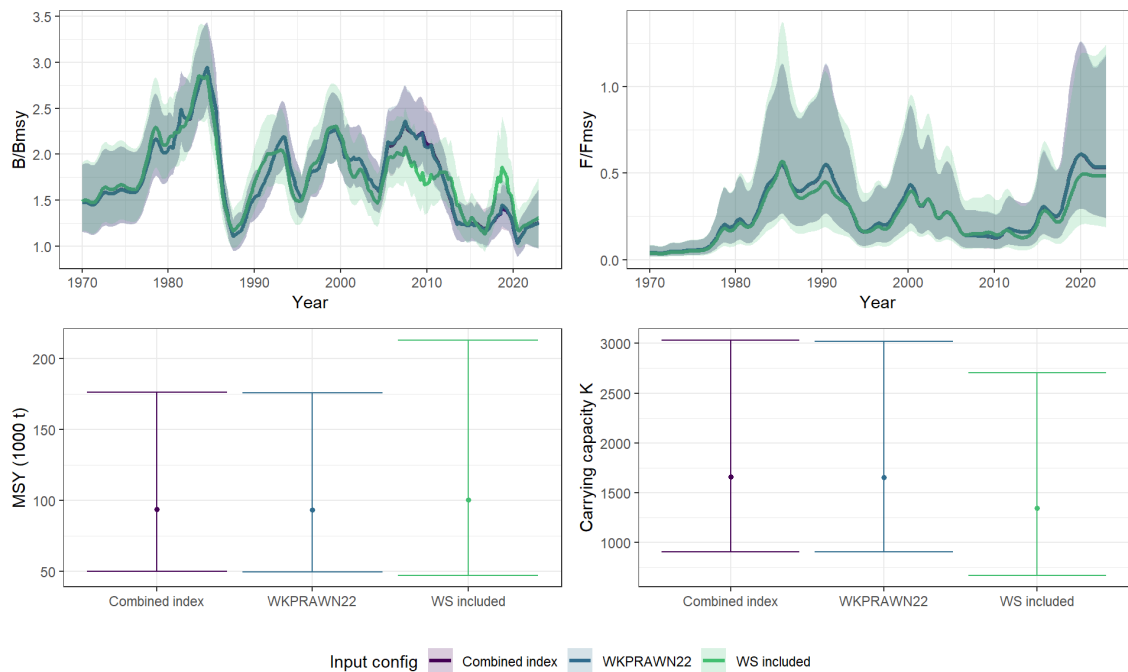 B/Bmsy
3.5
3.0
2.5
2.0
1.5
1.0
1970 1980 1990 2000 2010 2020
Year
F/Fmsy
1.0
0.5
0.0
1970 1980 1990 2000 2010 2020
Year
MSY (1000 t)
200
150
100
50
Combined index WKPRAWN22 WS included
Carrying capacity K
3000
2500
2000
1500
1000
Combined index WKPRAWN22 WS included
Input config Combined index WKPRAWN22 WS included